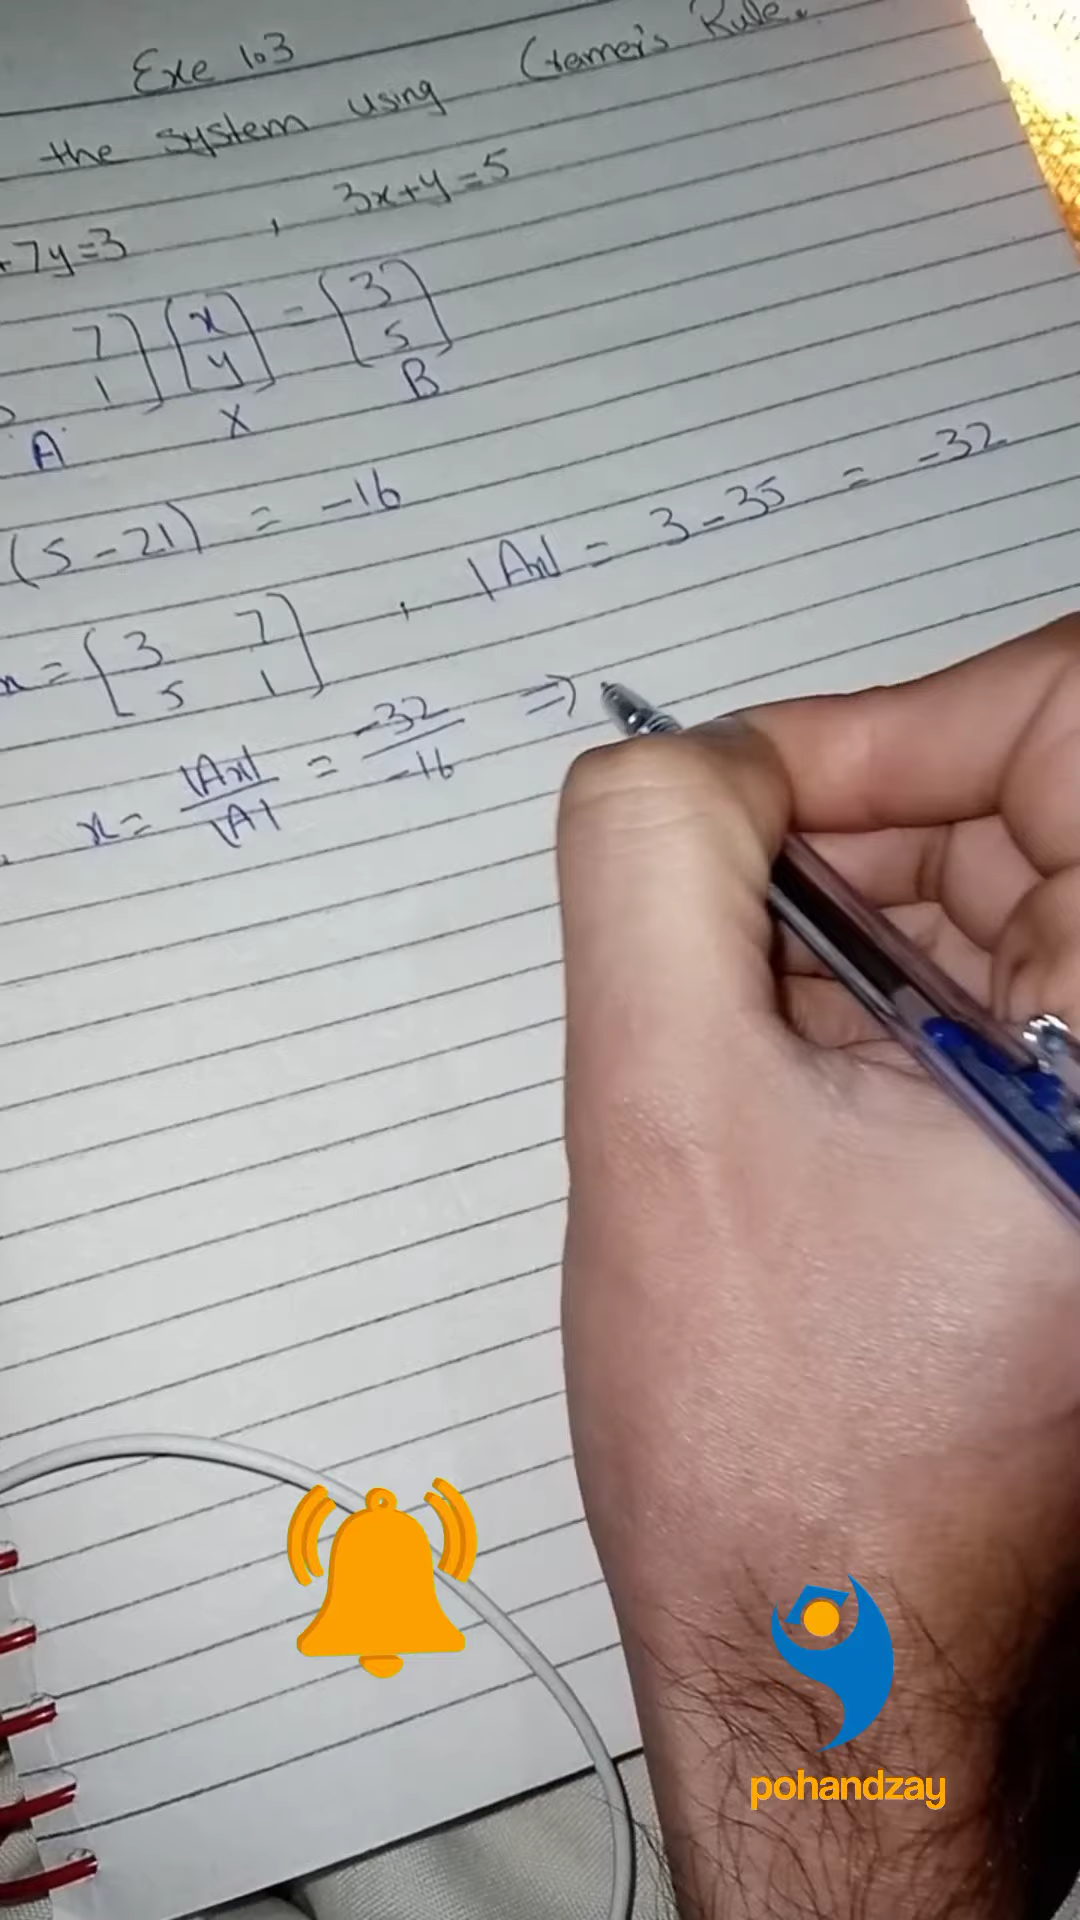 Exe 1.3
the system using Cramer's Rule.
+7y=3 , 3x+y=5
7] [x] = [3]
1] [y] [5]
A X B
(5-21) = -16
x = [3 7] , |Ax| = 3-35 = -32
[5 1]
x = |Ax| / |A| = -32 / -16 ⇒
pohandzay